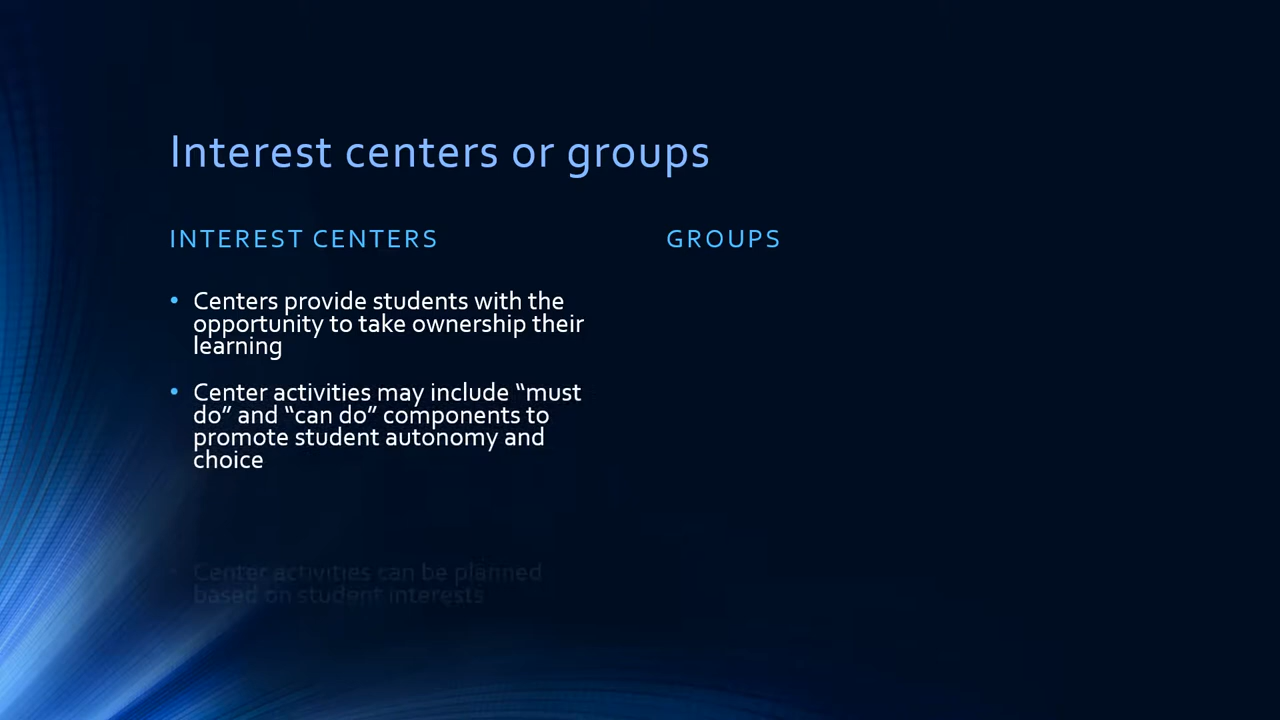 Interest centers or groups
INTEREST CENTERS
• Centers provide students with the
opportunity to take ownership their
learning
• Center activities may include “must
do” and “can do” components to
promote student autonomy and
choice
• Center activities can be planned
based on student interests
GROUPS